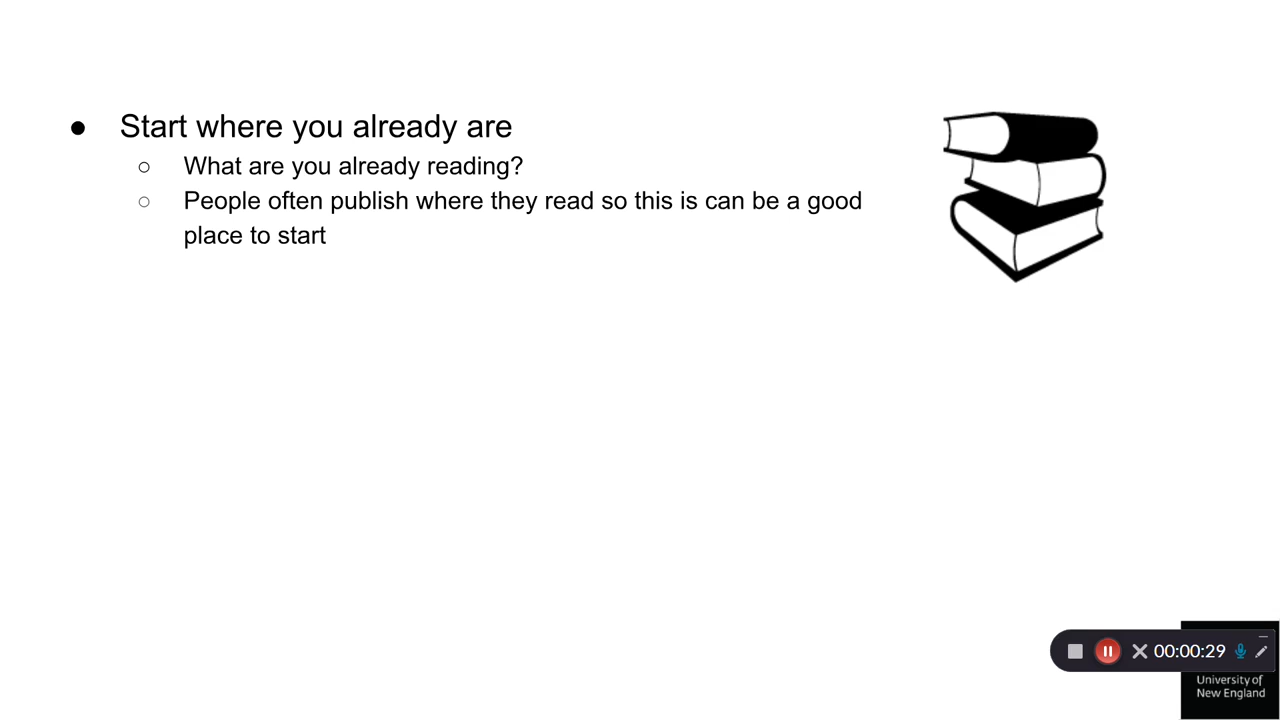 ● Start where you already are
○ What are you already reading?
○ People often publish where they read so this is can be a good
place to start
00:00:29
University of
New England